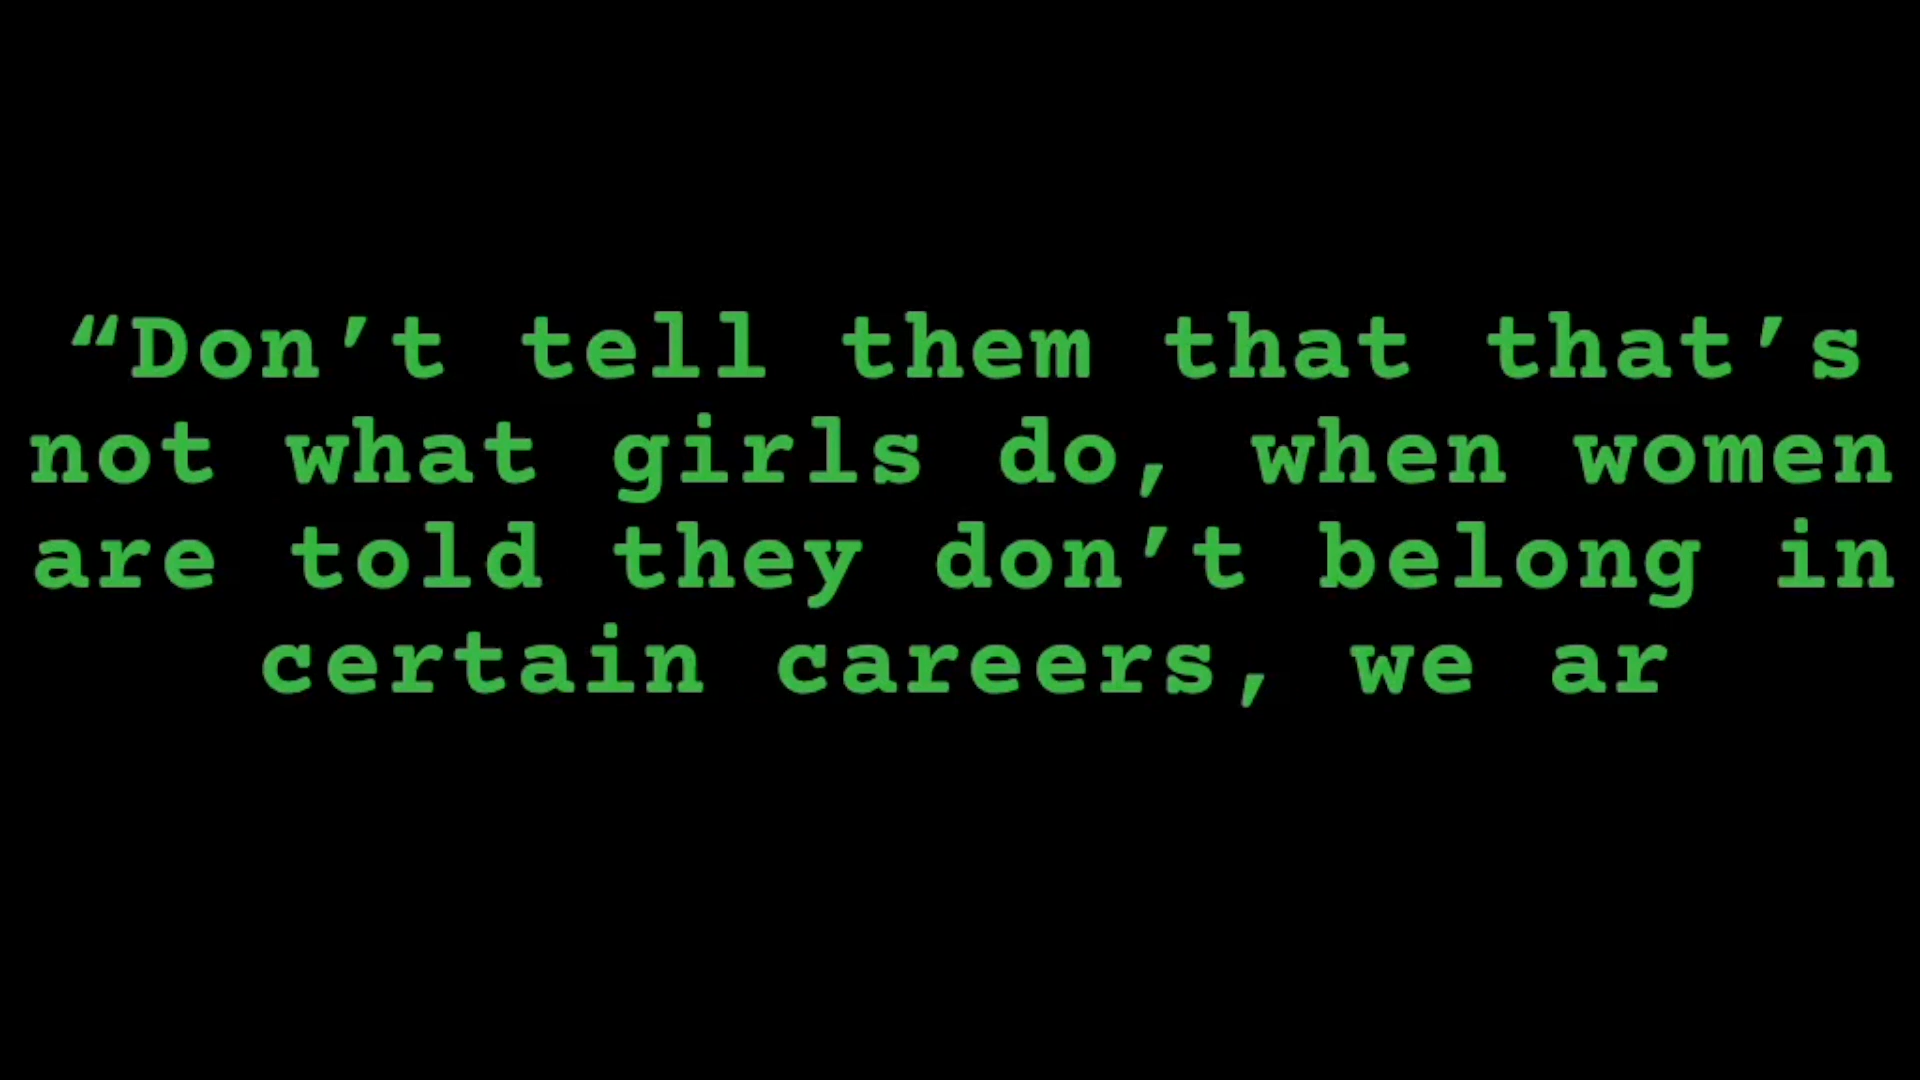 “Don’t tell them that that’s
not what girls do, when women
are told they don’t belong in
certain careers, we ar